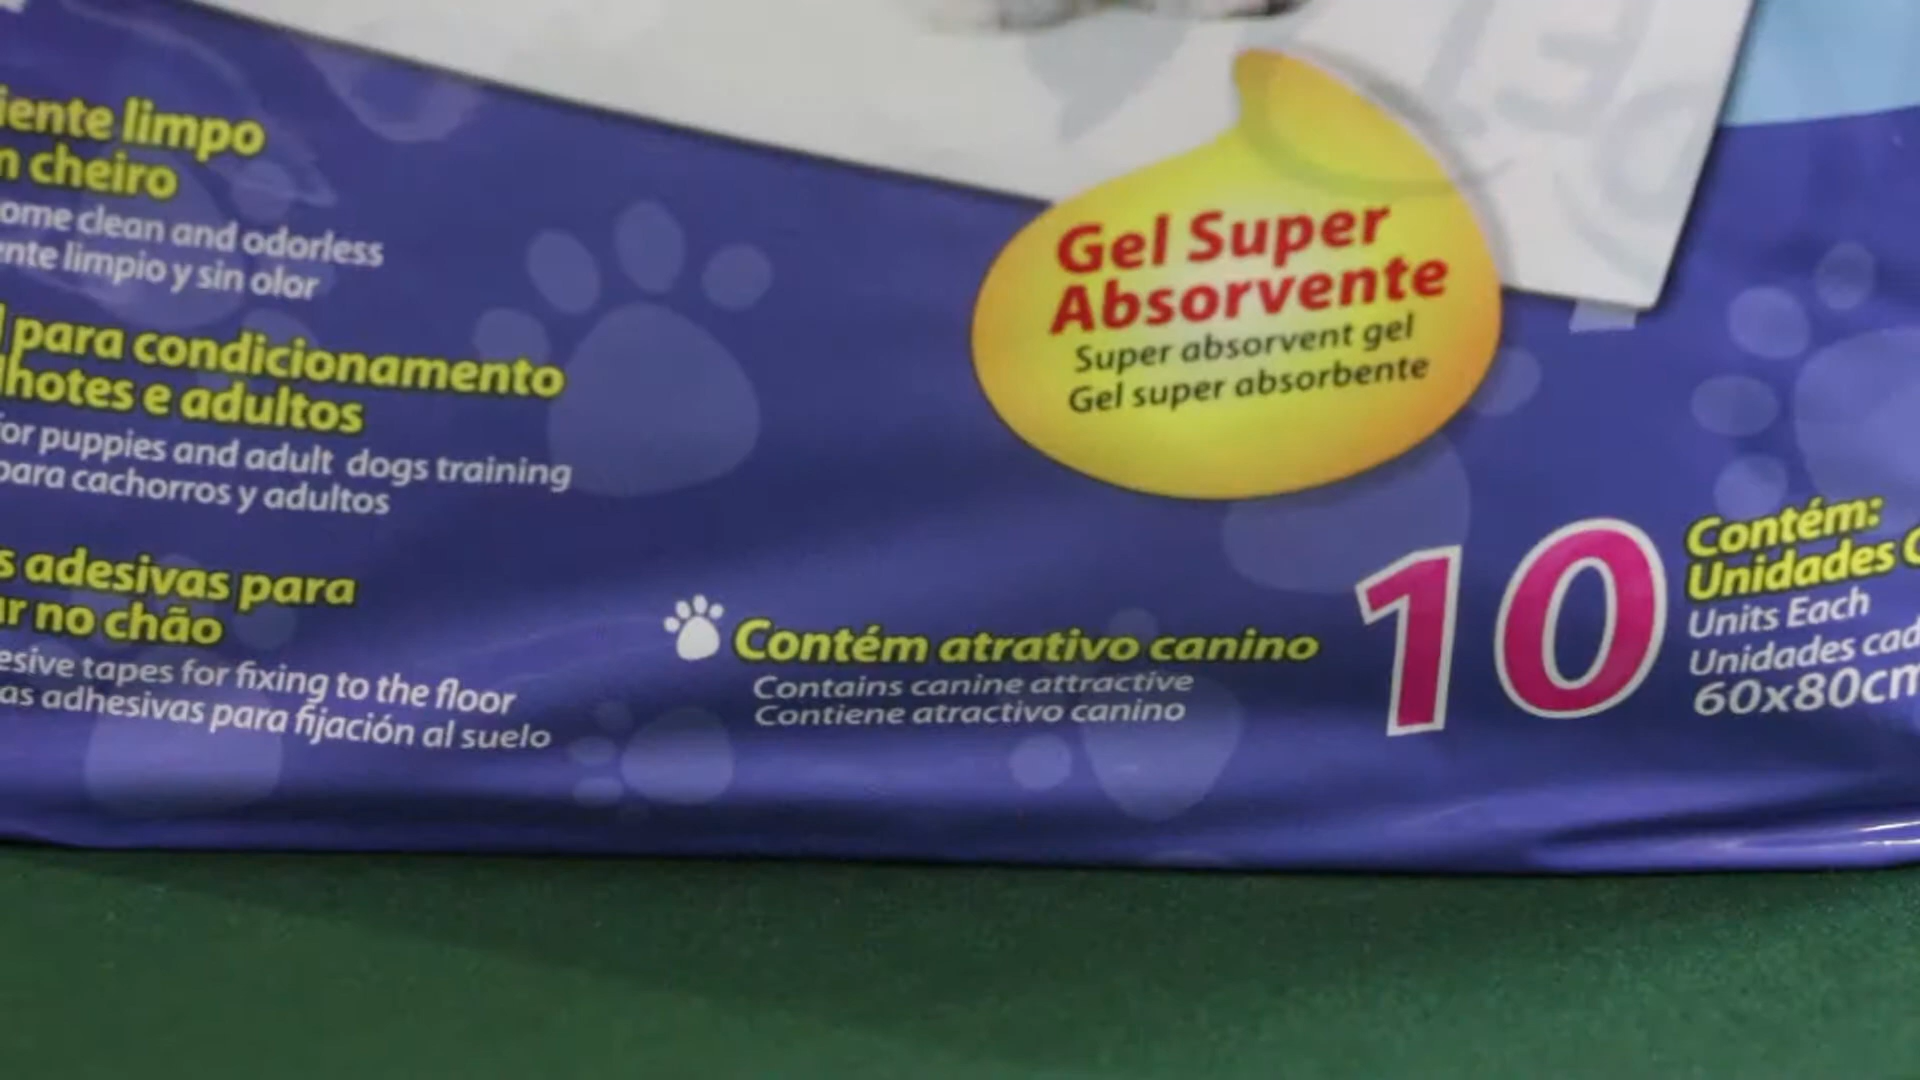 iente limpo
cheiro
ome clean and odorless
ente limpio y sin olor
para condicionamento
lhotes e adultos
or puppies and adult dogs training
para cachorros y adultos
s adesivas para
ar no chão
esive tapes for fixing to the floor
as adhesivas para fijación al suelo
Gel Super
Absorvente
Super absorvent gel
Gel super absorbente
Contém atrativo canino
Contains canine attractive
Contiene atractivo canino
10
Contém:
Unidades C
Units Each
Unidades cad
60x80cm